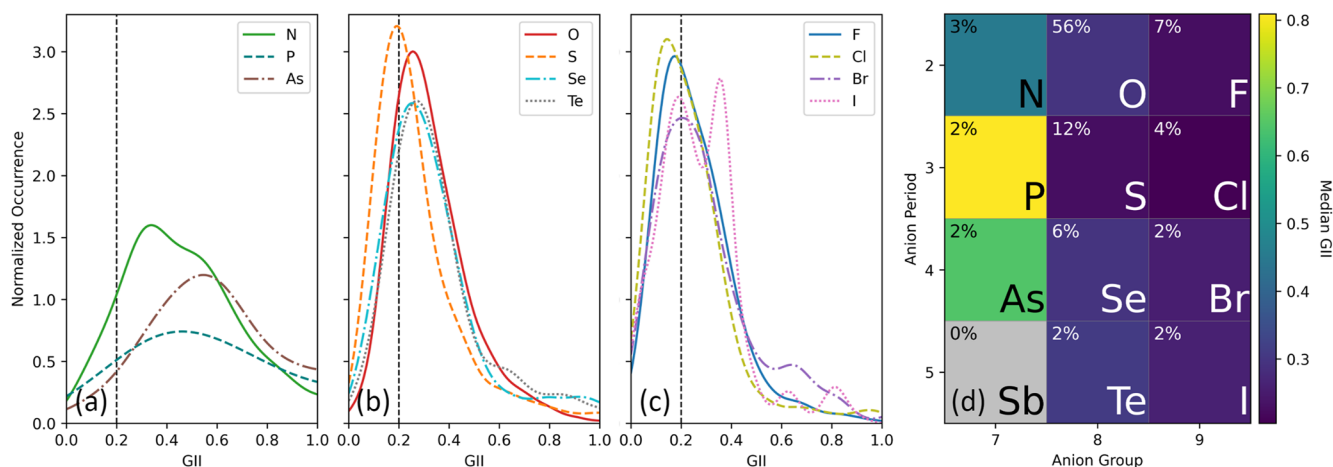 Normalized Occurrence
3.0
2.5
2.0
1.5
1.0
0.5
0.0
0.0 0.2 0.4 0.6 0.8 1.0
GII
N
P
As
(a)
0.0 0.2 0.4 0.6 0.8 1.0
GII
O
S
Se
Te
(b)
0.0 0.2 0.4 0.6 0.8 1.0
GII
F
Cl
Br
I
(c)
Anion Period
2
3
4
5
3% 56% 7%
N O F
2% 12% 4%
P S Cl
2% 6% 2%
As Se Br
0% 2% 2%
(d) Sb Te I
7 8 9
Anion Group
0.8
0.7
0.6
0.5
0.4
0.3
Median GII